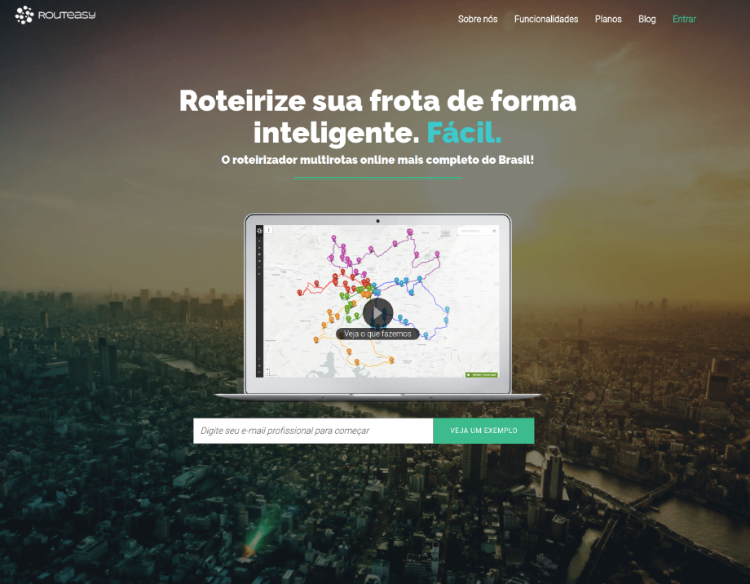 ROUTEASY
Sobre nós Funcionalidades Planos Blog Entrar
Roteirize sua frota de forma
inteligente. Fácil.
O roteirizador multirotas online mais completo do Brasil!
Veja o que fazemos
Digite seu e-mail profissional para começar
VEJA UM EXEMPLO